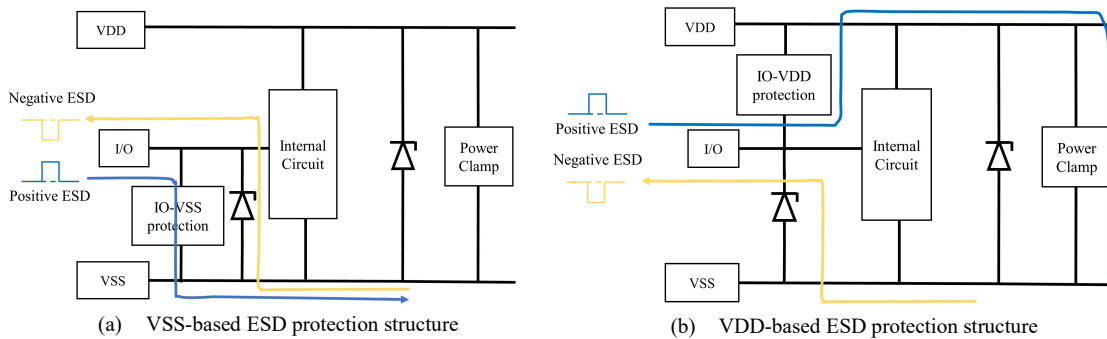 VDD
Negative ESD
I/O
Positive ESD
IO-VSS
protection
Internal
Circuit
Power
Clamp
VSS
(a) VSS-based ESD protection structure
VDD
IO-VDD
protection
Positive ESD
I/O
Negative ESD
Internal
Circuit
Power
Clamp
VSS
(b) VDD-based ESD protection structure